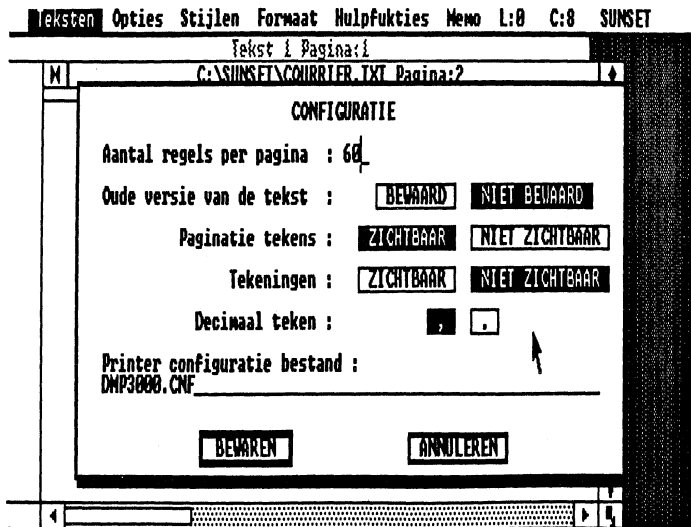 Teksten Opties Stijlen Formaat Hulpfukties Memo L:0 C:8 SUNSET
Tekst 1 Pagina:1
C:\SUNSET\COURRIER.TXT Pagina:2
CONFIGURATIE
Aantal regels per pagina : 60_
Oude versie van de tekst : BEWAARD NIET BEWAARD
Paginatie tekens : ZICHTBAAR NIET ZICHTBAAR
Tekeningen : ZICHTBAAR NIET ZICHTBAAR
Decimaal teken : , .
Printer configuratie bestand :
DMP3000.CNF
BEWAREN ANNULEREN